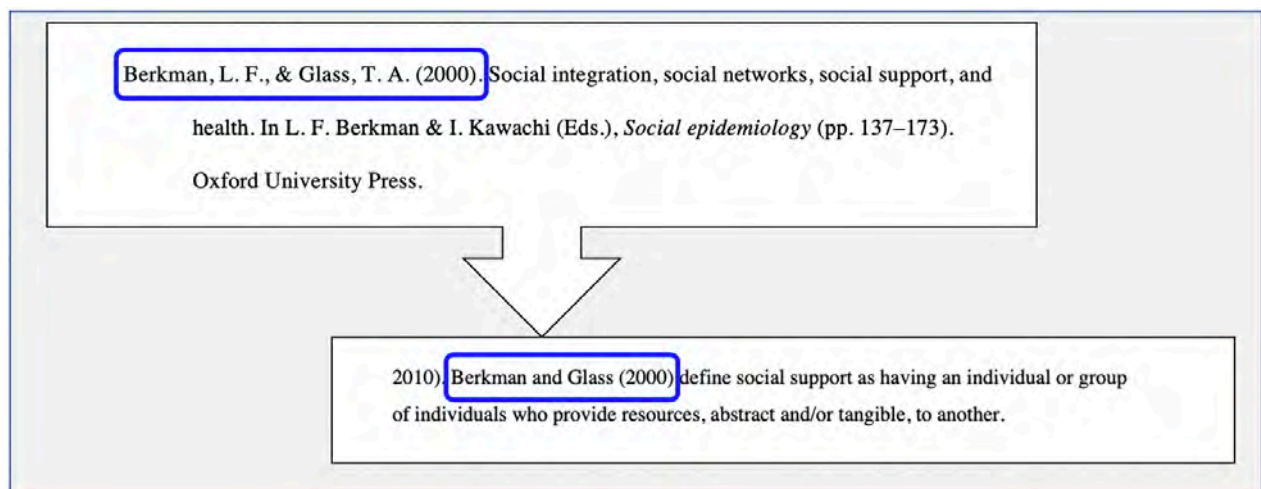 Berkman, L. F., & Glass, T. A. (2000). Social integration, social networks, social support, and
health. In L. F. Berkman & I. Kawachi (Eds.), Social epidemiology (pp. 137–173).
Oxford University Press.
2010). Berkman and Glass (2000) define social support as having an individual or group
of individuals who provide resources, abstract and/or tangible, to another.